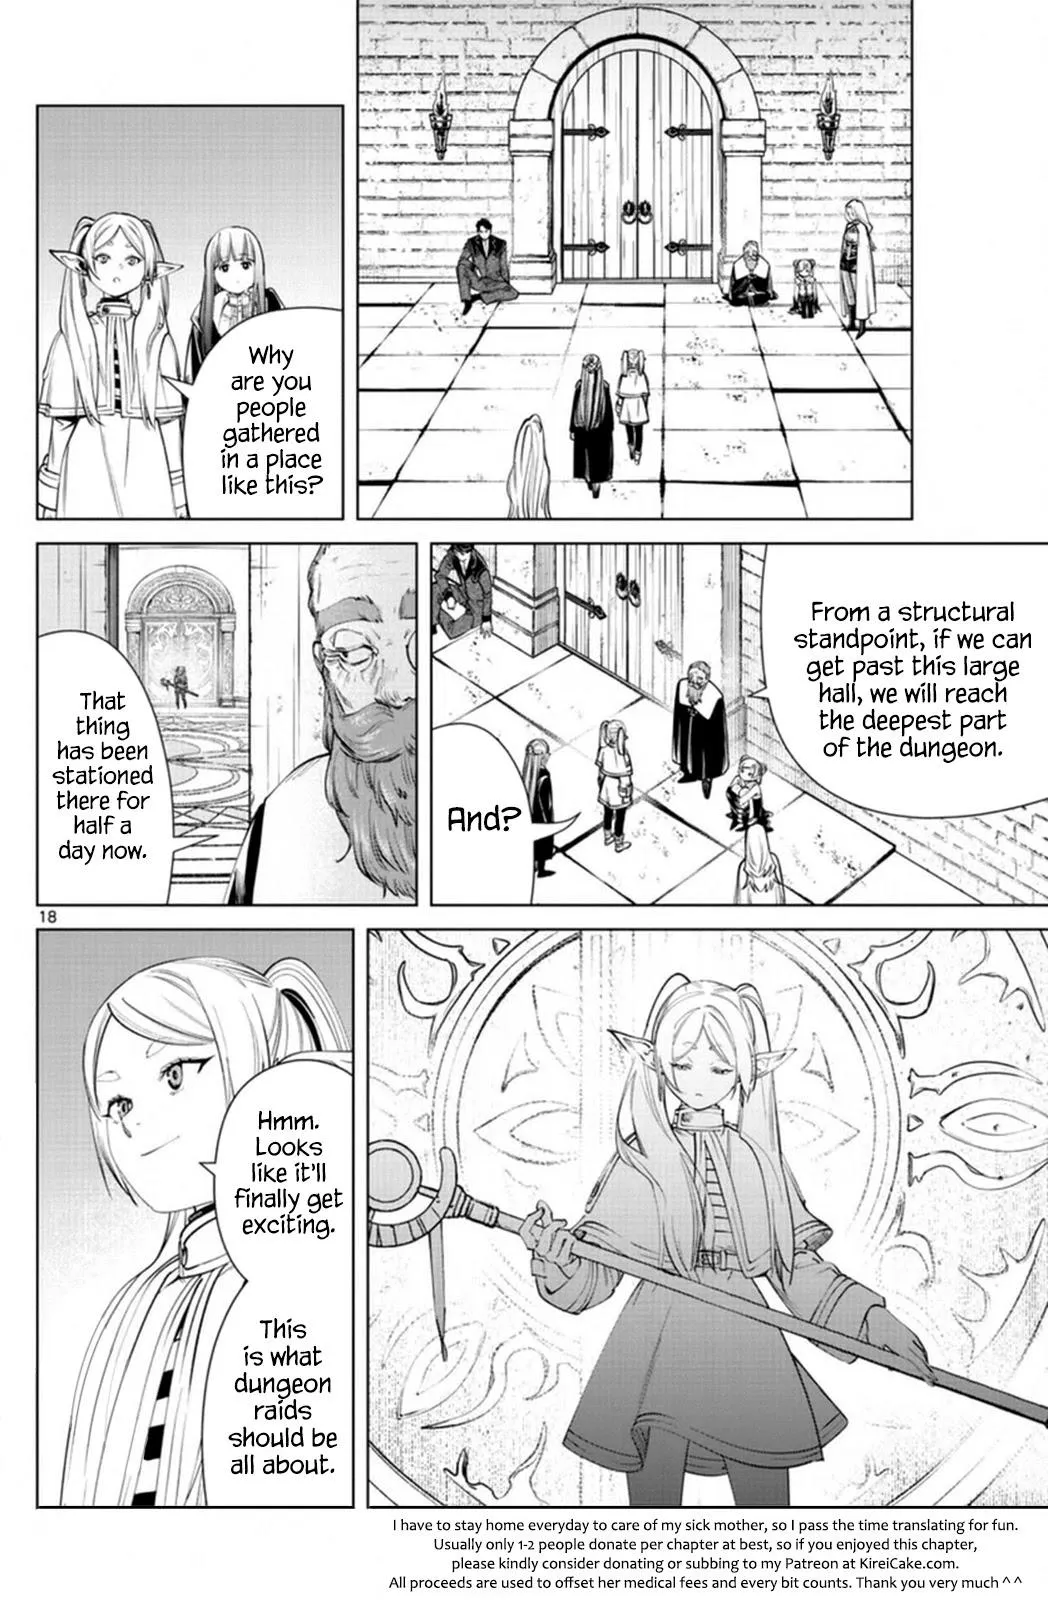 Why
are you
people
gathered
in a place
like this?
From a structural
standpoint, if we can
get past this large
hall, we will reach
the deepest part
of the dungeon.
And?
That
thing
has been
stationed
there for
half a
day now.
18
Hmm.
Looks
like it'll
finally get
exciting.
This
is what
dungeon
raids
should be
all about.
I have to stay home everyday to care of my sick mother, so I pass the time translating for fun.
Usually only 1-2 people donate per chapter at best, so if you enjoyed this chapter,
please kindly consider donating or subbing to my Patreon at KireiCake.com.
All proceeds are used to offset her medical fees and every bit counts. Thank you very much ^ ^